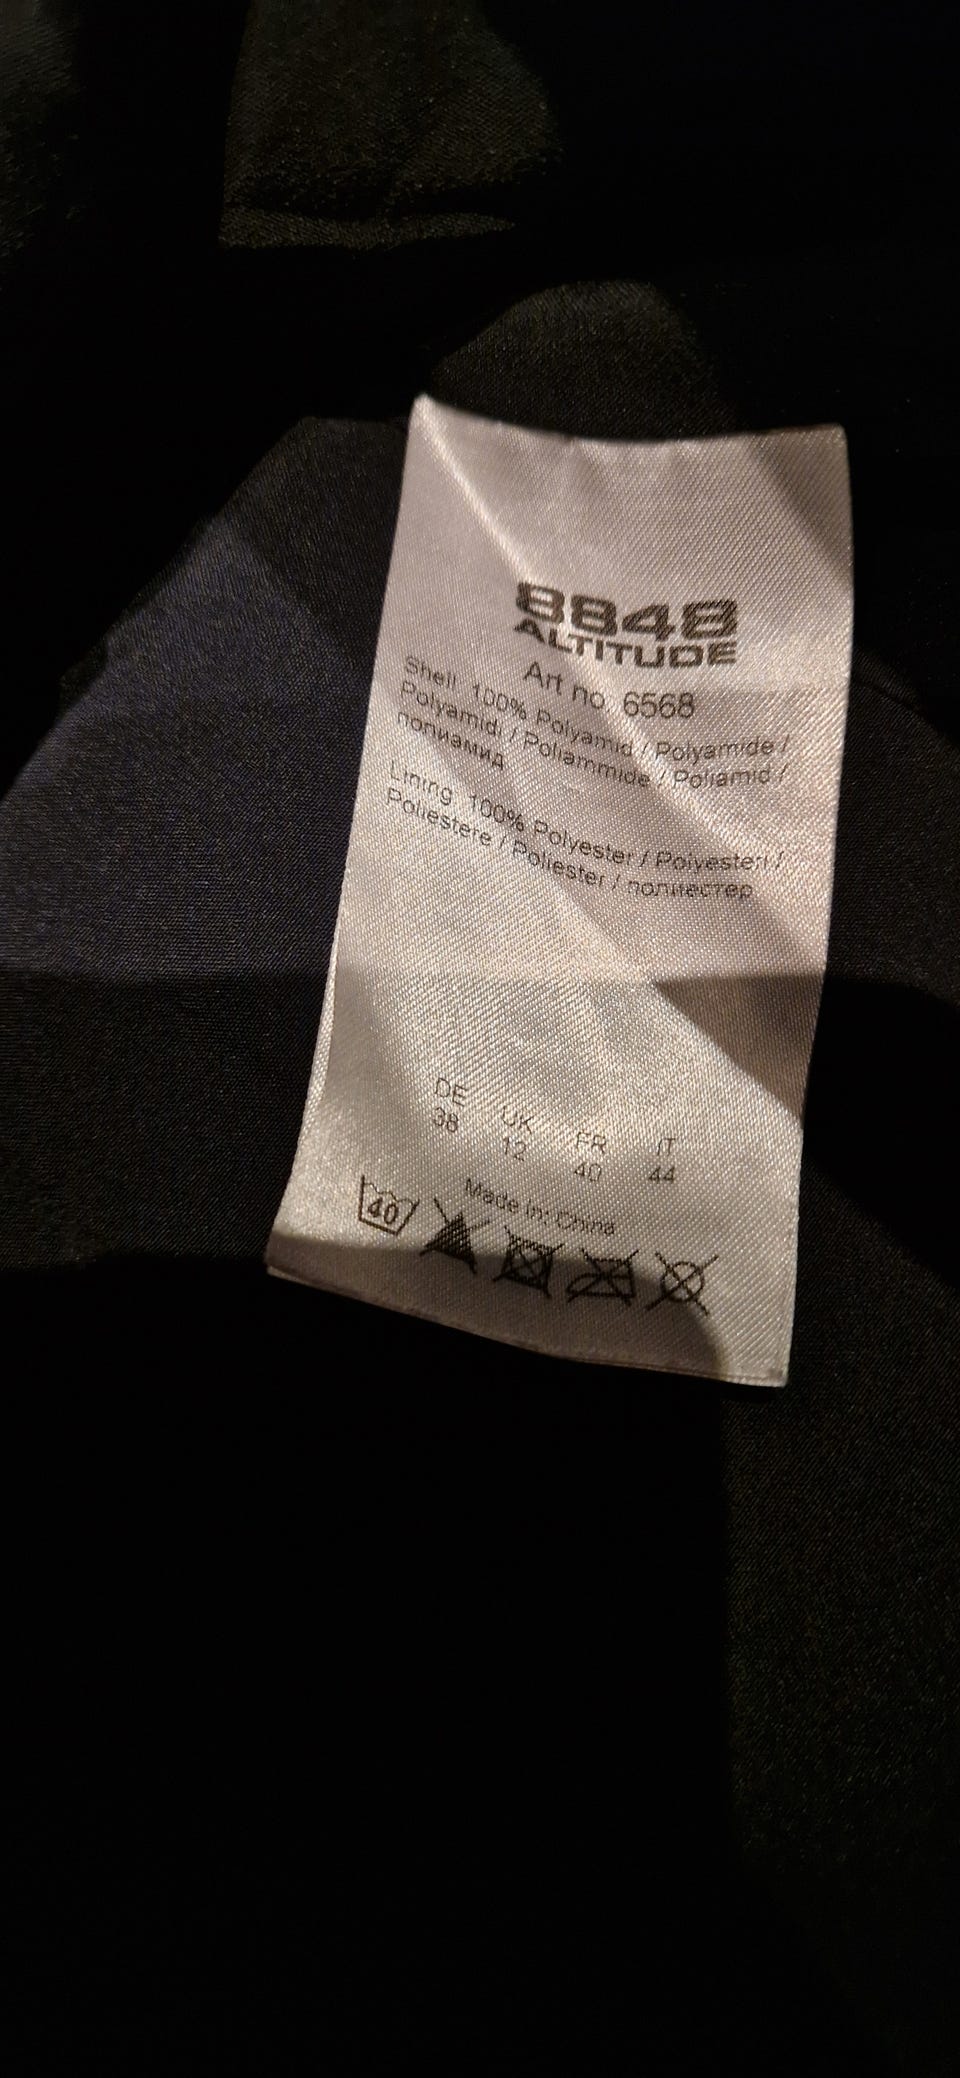 8848
ALTITUDE
Art no 6568
Shell 100% Polyamid / Polyamide /
Polyamidi / Poliammide / Poliamid /
полиамид
Lining 100% Polyester / Polyesteri /
Poliestere / Poliester / полиестер
DE UK FR IT
38 12 40 44
Made in: China
40